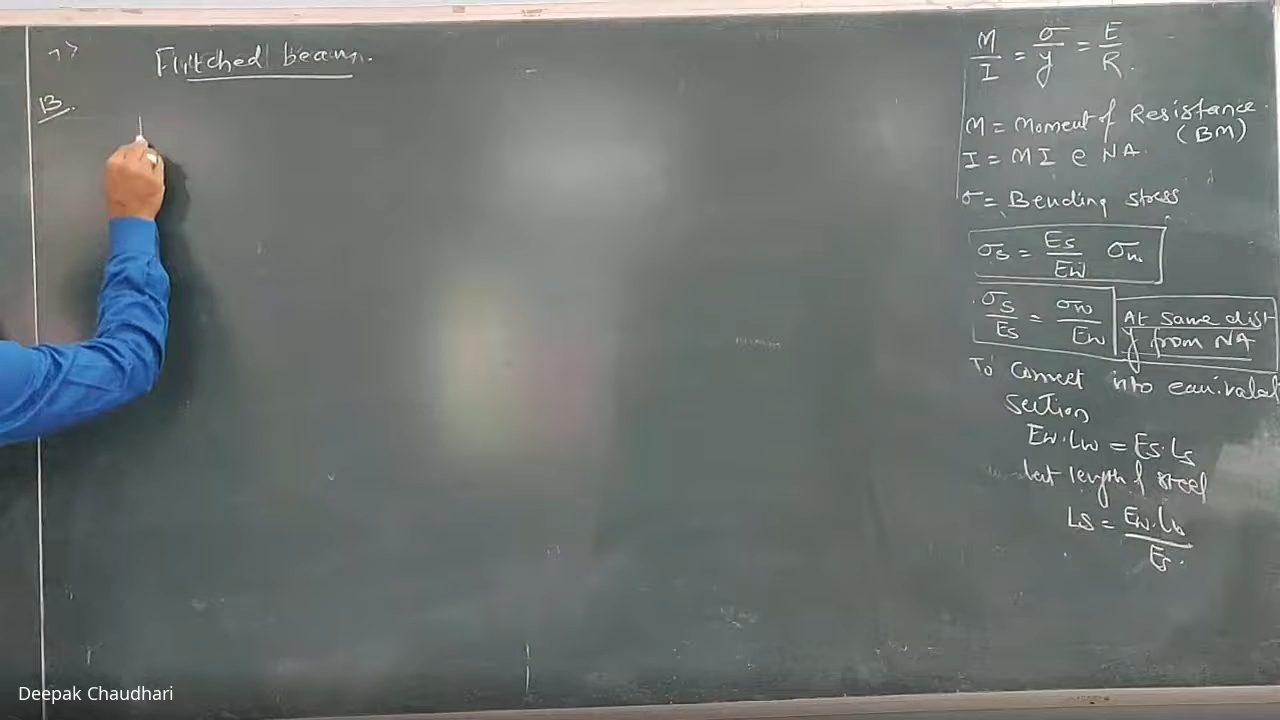 7>
Flitched beam.
B.
M/I = σ/y = E/R.
M = Moment of Resistance.
(BM)
I = MI @ NA.
σ = Bending stress
σs = Es/Ew σw
σs/Es = σw/Ew
At same dist
y from NA
To convert into equivalent
section
Ew.Lw = Es.Ls
length of steel
Ls = Ew.Lw/Es.
Deepak Chaudhari